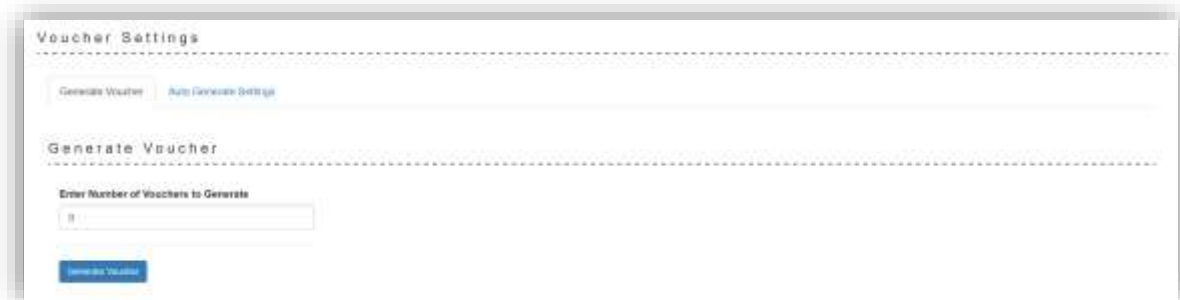 Voucher Settings
Generate Voucher Auto Generate Settings
Generate Voucher
Enter Number of Vouchers to Generate
0
Generate Voucher